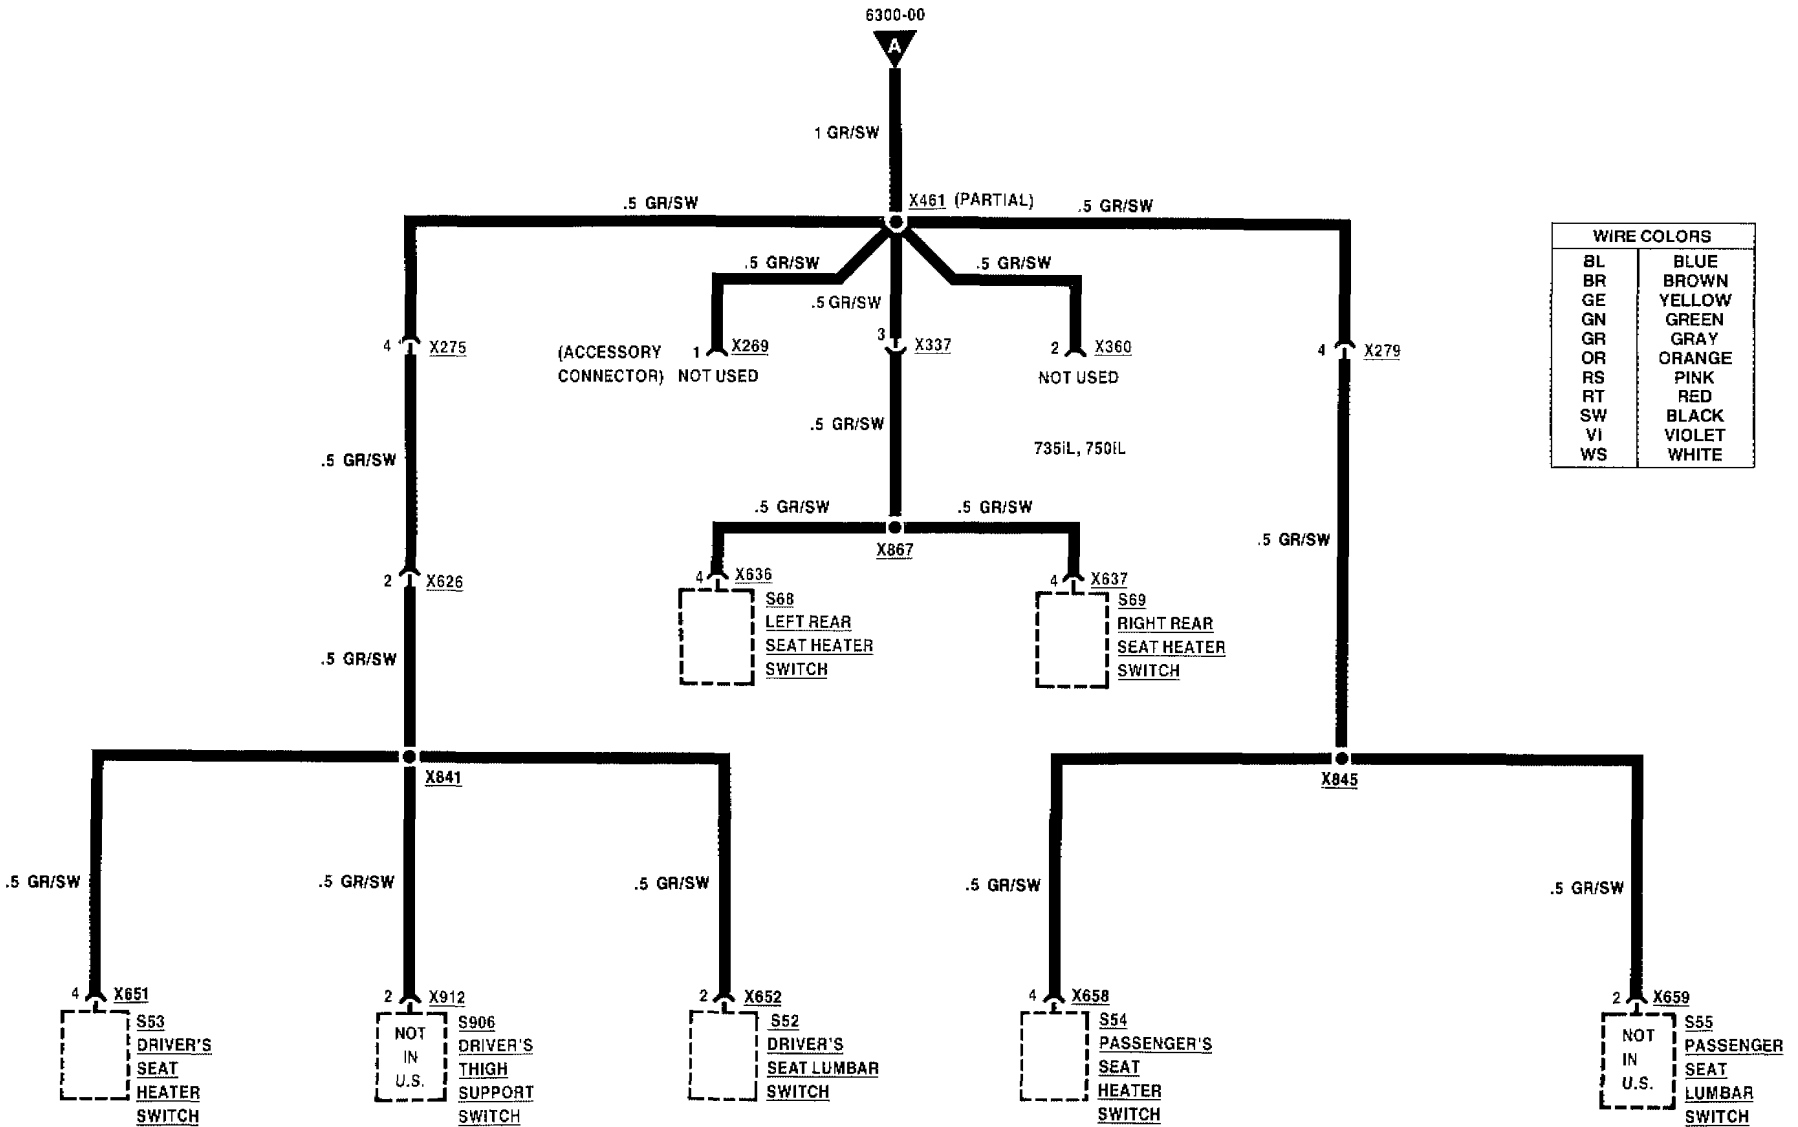 6300-00
A
1 GR/SW
X461 (PARTIAL)
.5 GR/SW
.5 GR/SW
.5 GR/SW
.5 GR/SW
.5 GR/SW
4 X275
(ACCESSORY
CONNECTOR)
1 X269
NOT USED
3 X337
2 X360
NOT USED
4 X279
WIRE COLORS
BL BLUE
BR BROWN
GE YELLOW
GN GREEN
GR GRAY
OR ORANGE
RS PINK
RT RED
SW BLACK
VI VIOLET
WS WHITE
.5 GR/SW
.5 GR/SW
735iL, 750iL
.5 GR/SW
.5 GR/SW
.5 GR/SW
X867
2 X626
4 X636
S68
LEFT REAR
SEAT HEATER
SWITCH
4 X637
S69
RIGHT REAR
SEAT HEATER
SWITCH
.5 GR/SW
X841
X845
.5 GR/SW
.5 GR/SW
.5 GR/SW
.5 GR/SW
.5 GR/SW
4 X651
S53
DRIVER'S
SEAT
HEATER
SWITCH
2 X912
NOT
IN
U.S.
S906
DRIVER'S
THIGH
SUPPORT
SWITCH
2 X652
S52
DRIVER'S
SEAT LUMBAR
SWITCH
4 X658
S54
PASSENGER'S
SEAT
HEATER
SWITCH
2 X659
NOT
IN
U.S.
S55
PASSENGER
SEAT
LUMBAR
SWITCH